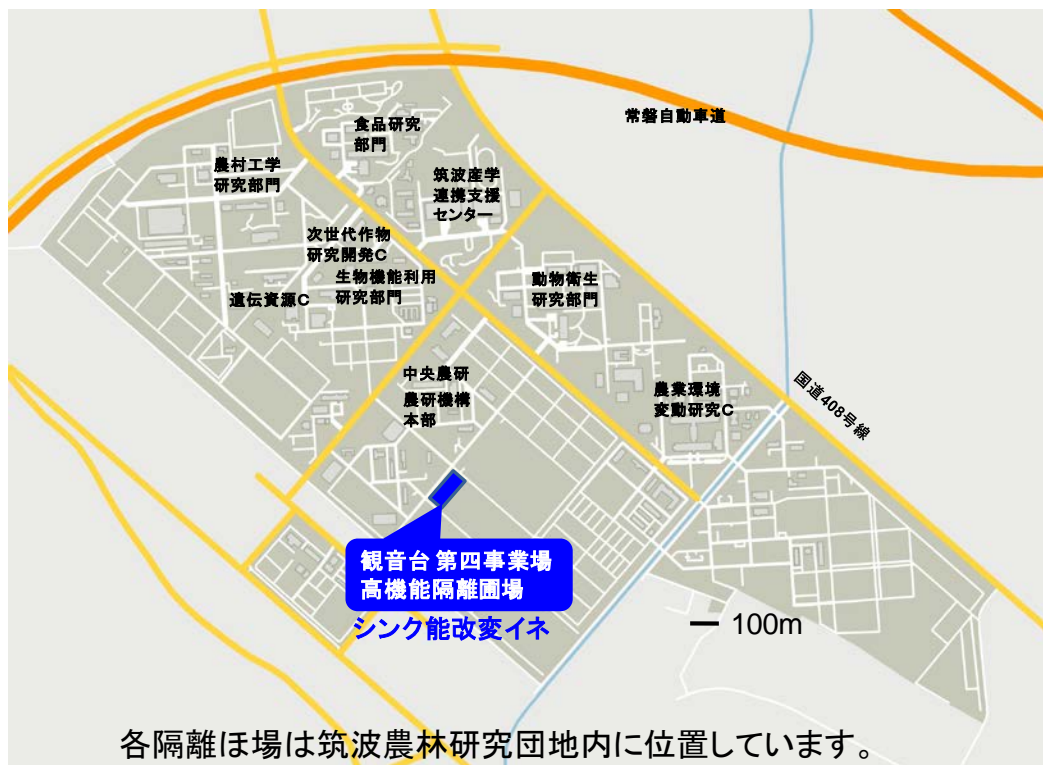 常磐自動車道
食品研究
部門
農村工学
研究部門
筑波産学
連携支援
センター
次世代作物
研究開発C
生物機能利用
研究部門
遺伝資源C
動物衛生
研究部門
中央農研
農研機構
本部
農業環境
変動研究C
国道408号線
観音台 第四事業場
高機能隔離圃場
シンク能改変イネ
100m
各隔離ほ場は筑波農林研究団地内に位置しています。